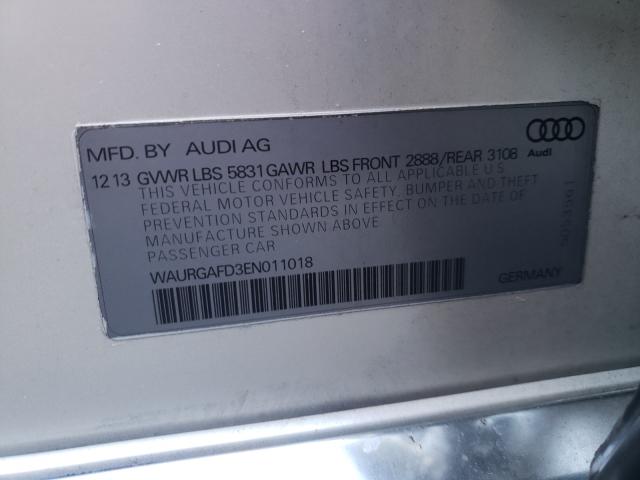 MFD. BY AUDI AG
Audi
12 13 GVWR LBS 5831 GAWR LBS FRONT 2888/REAR 3108
THIS VEHICLE CONFORMS TO ALL APPLICABLE U S
FEDERAL MOTOR VEHICLE SAFETY, BUMPER AND THEFT
PREVENTION STANDARDS IN EFFECT ON THE DATE OF
MANUFACTURE SHOWN ABOVE
PASSENGER CAR
WAURGAFD3EN011018
GERMANY